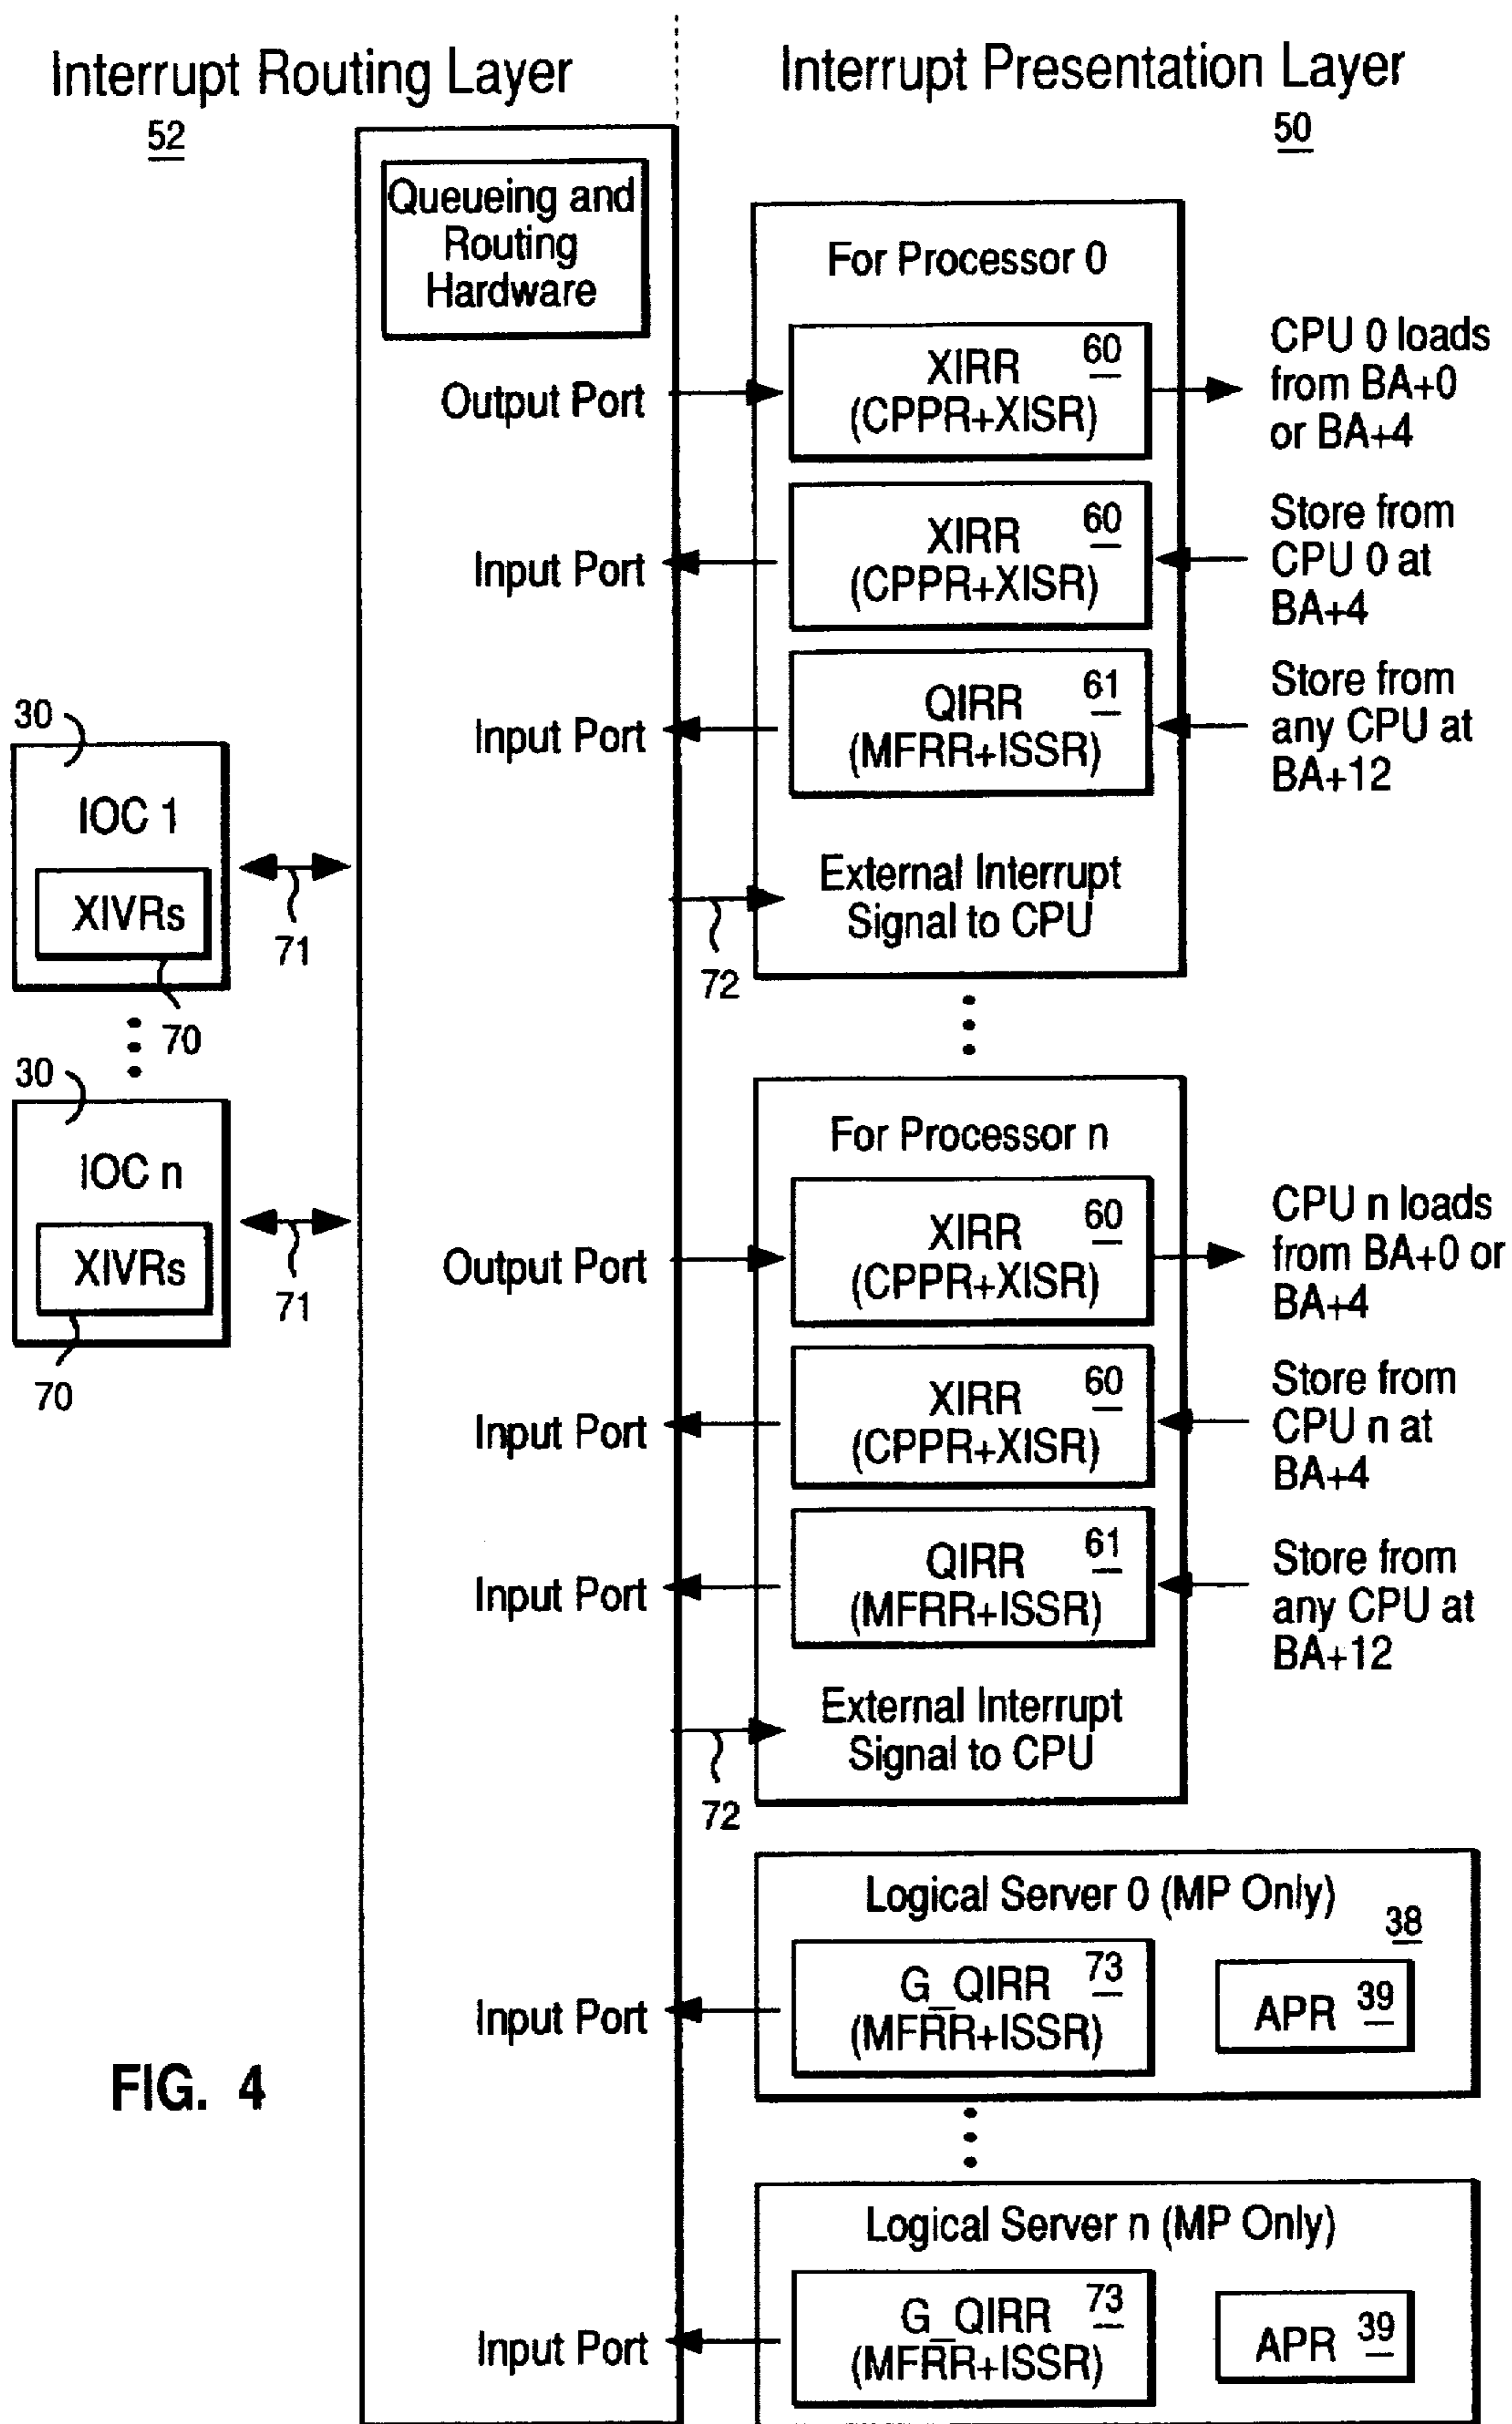 Interrupt Routing Layer
52
Interrupt Presentation Layer
50
Queueing and
Routing
Hardware
For Processor 0
Output Port
XIRR 60
(CPPR+XISR)
CPU 0 loads
from BA+0
or BA+4
Input Port
XIRR 60
(CPPR+XISR)
Store from
CPU 0 at
BA+4
Input Port
QIRR 61
(MFRR+ISSR)
Store from
any CPU at
BA+12
30
IOC 1
XIVRs
71
70
External Interrupt
Signal to CPU
72
30
IOC n
XIVRs
71
70
For Processor n
Output Port
XIRR 60
(CPPR+XISR)
CPU n loads
from BA+0 or
BA+4
Input Port
XIRR 60
(CPPR+XISR)
Store from
CPU n at
BA+4
Input Port
QIRR 61
(MFRR+ISSR)
Store from
any CPU at
BA+12
External Interrupt
Signal to CPU
72
Logical Server 0 (MP Only)
38
Input Port
G_QIRR 73
(MFRR+ISSR)
APR 39
FIG. 4
Logical Server n (MP Only)
Input Port
G_QIRR 73
(MFRR+ISSR)
APR 39